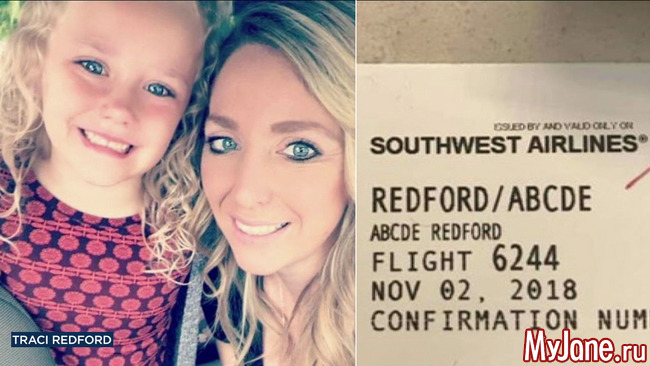 TRACI REDFORD
ISSUED BY AND VALID ONLY ON
SOUTHWEST AIRLINES®
REDFORD/ABCDE
ABCDE REDFORD
FLIGHT 6244
NOV 02, 2018
CONFIRMATION NUM
MyJane.ru